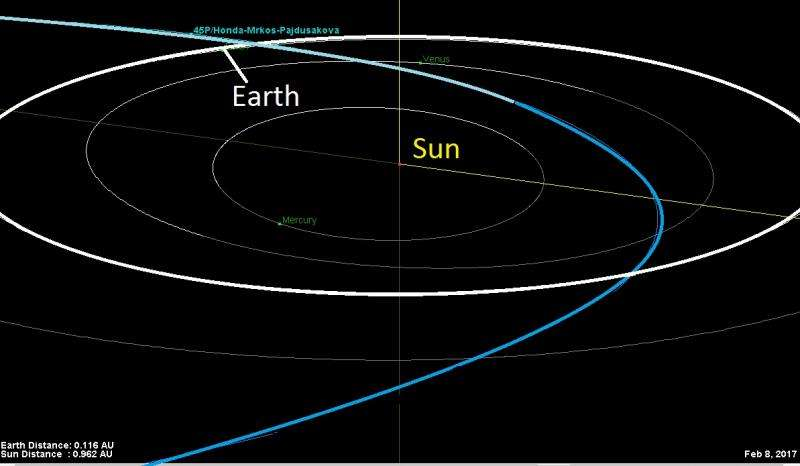 45P/Honda-Mrkos-Pajdusakova
Venus
Earth
Sun
Mercury
Earth Distance: 0.116 AU
Sun Distance : 0.962 AU
Feb 8, 2017